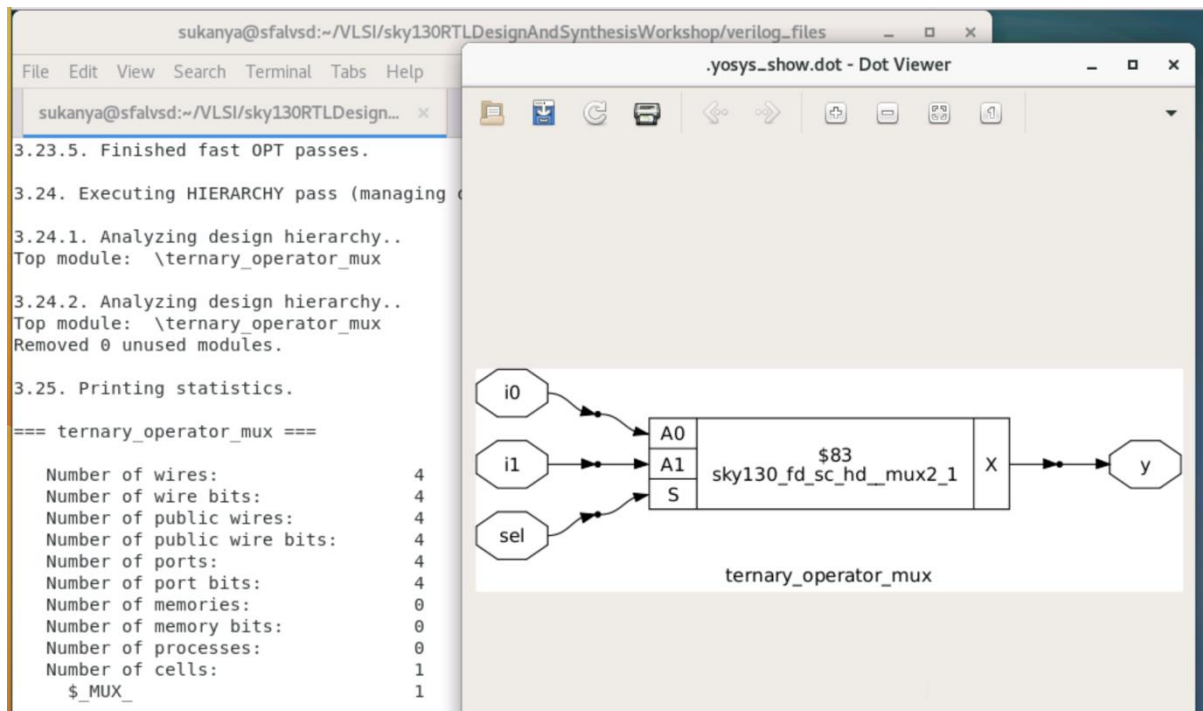 sukanya@sfalvsd:~/VLSI/sky130RTLDesignAndSynthesisWorkshop/verilog_files
File Edit View Search Terminal Tabs Help
sukanya@sfalvsd:~/VLSI/sky130RTLDesign...
3.23.5. Finished fast OPT passes.
3.24. Executing HIERARCHY pass (managing
3.24.1. Analyzing design hierarchy..
Top module:  \ternary_operator_mux
3.24.2. Analyzing design hierarchy..
Top module:  \ternary_operator_mux
Removed 0 unused modules.
3.25. Printing statistics.
=== ternary_operator_mux ===
Number of wires: 4
Number of wire bits: 4
Number of public wires: 4
Number of public wire bits: 4
Number of ports: 4
Number of port bits: 4
Number of memories: 0
Number of memory bits: 0
Number of processes: 0
Number of cells: 1
$_MUX_ 1
.yosys_show.dot - Dot Viewer
i0
i1
sel
A0
A1
S
$83
sky130_fd_sc_hd__mux2_1
X
y
ternary_operator_mux